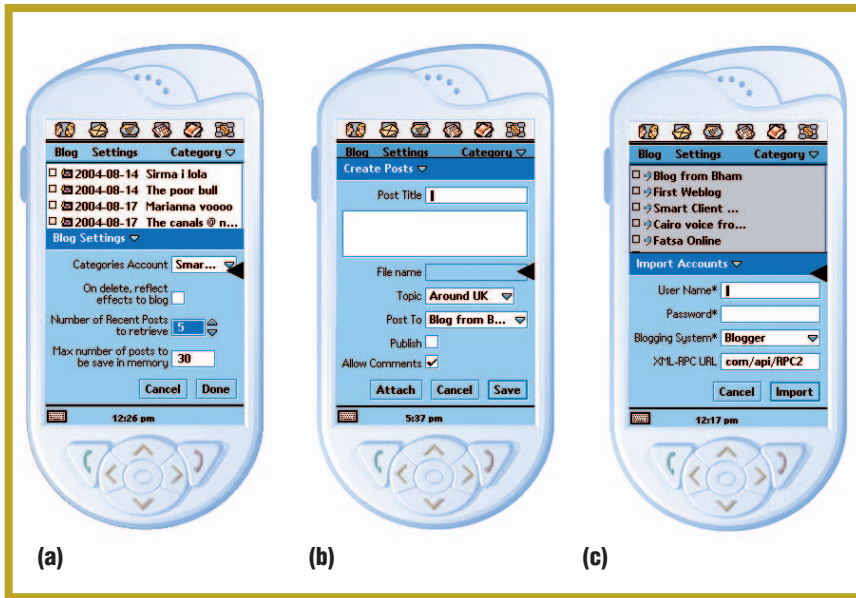 Blog Settings Category
2004-08-14 Sirma i lola
2004-08-14 The poor bull
2004-08-17 Marianna voooo
2004-08-17 The canals @ n...
Blog Settings
Categories Account Smar...
On delete, reflect
effects to blog
Number of Recent Posts
to retrieve 5
Max number of posts to
be save in memory 30
Cancel Done
12:26 pm
(a)
Blog Settings Category
Create Posts
Post Title
File name
Topic Around UK
Post To Blog from B...
Publish
Allow Comments
Attach Cancel Save
5:37 pm
(b)
Blog Settings Category
Blog from Bham
First Weblog
Smart Client ...
Cairo voice fro...
Fatsa Online
Import Accounts
User Name*
Password*
Blogging System* Blogger
XML-RPC URL com/api/RPC2
Cancel Import
12:17 pm
(c)